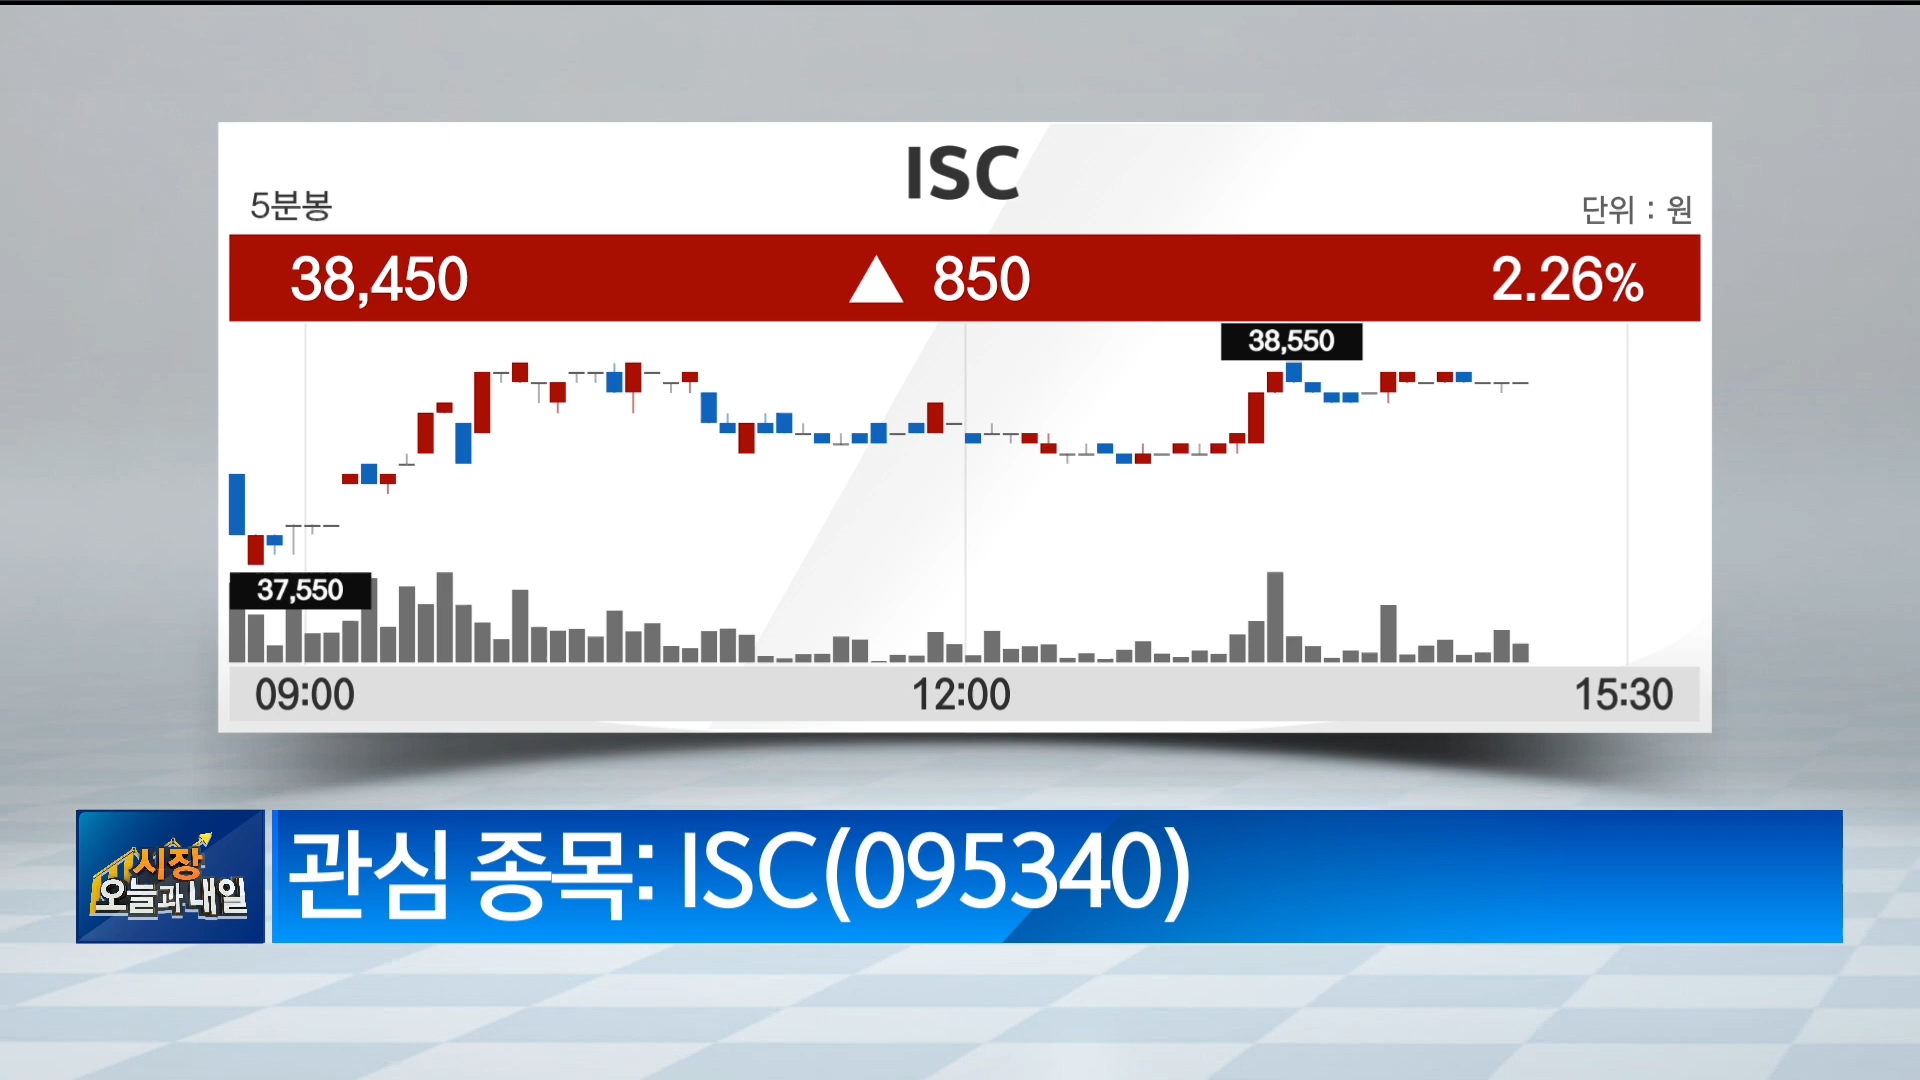 ISC
5분봉
단위 : 원
38,450 ▲ 850 2.26%
38,550
37,550
09:00 12:00 15:30
시장
오늘과 내일
관심 종목: ISC(095340)